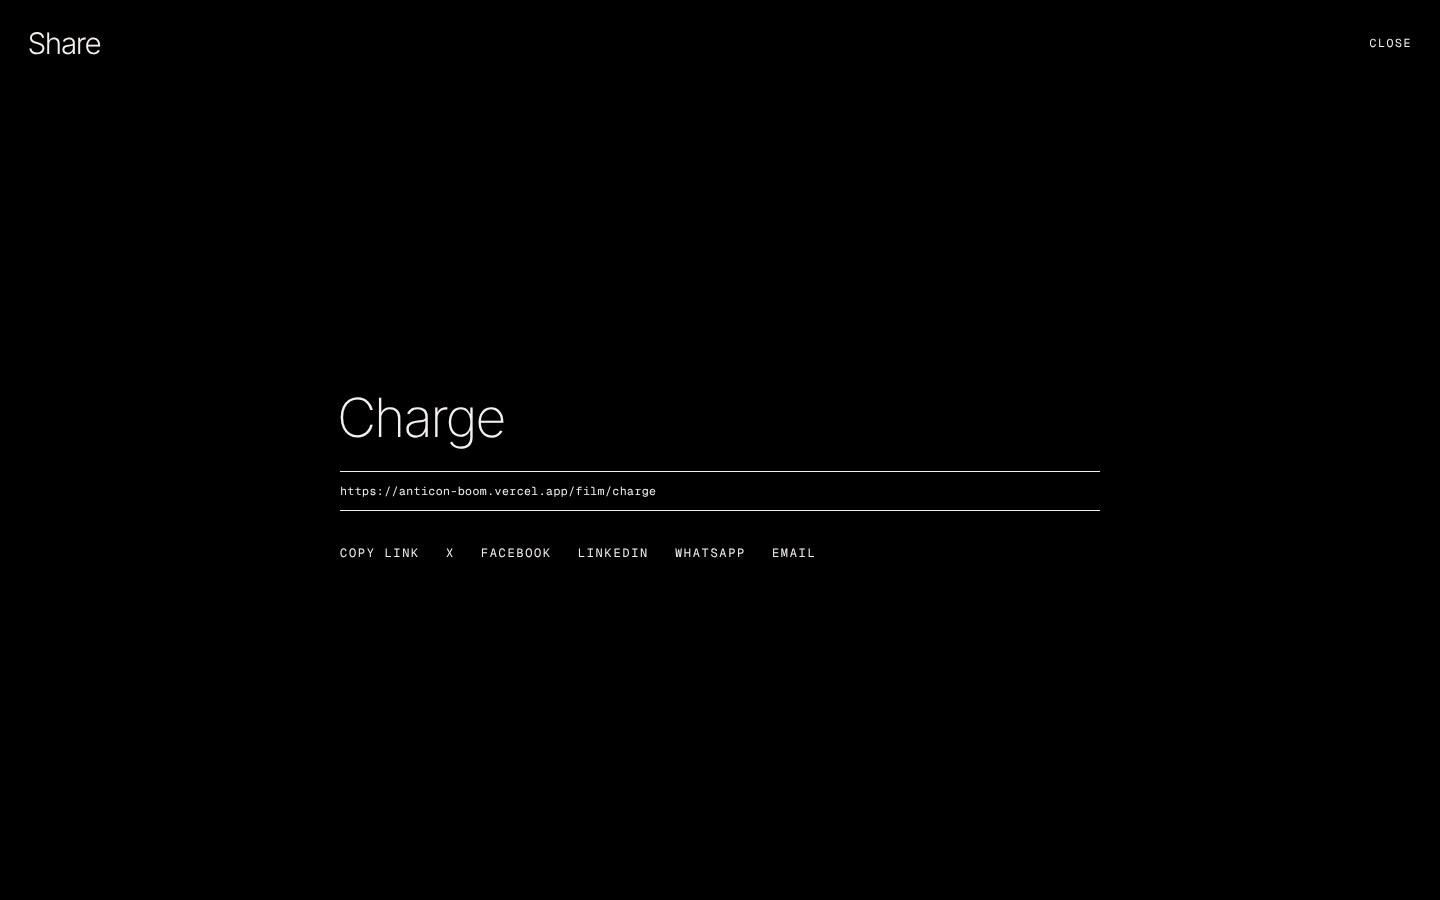 Share
CLOSE
Charge
https://anticon-boom.vercel.app/film/charge
COPY LINK X FACEBOOK LINKEDIN WHATSAPP EMAIL